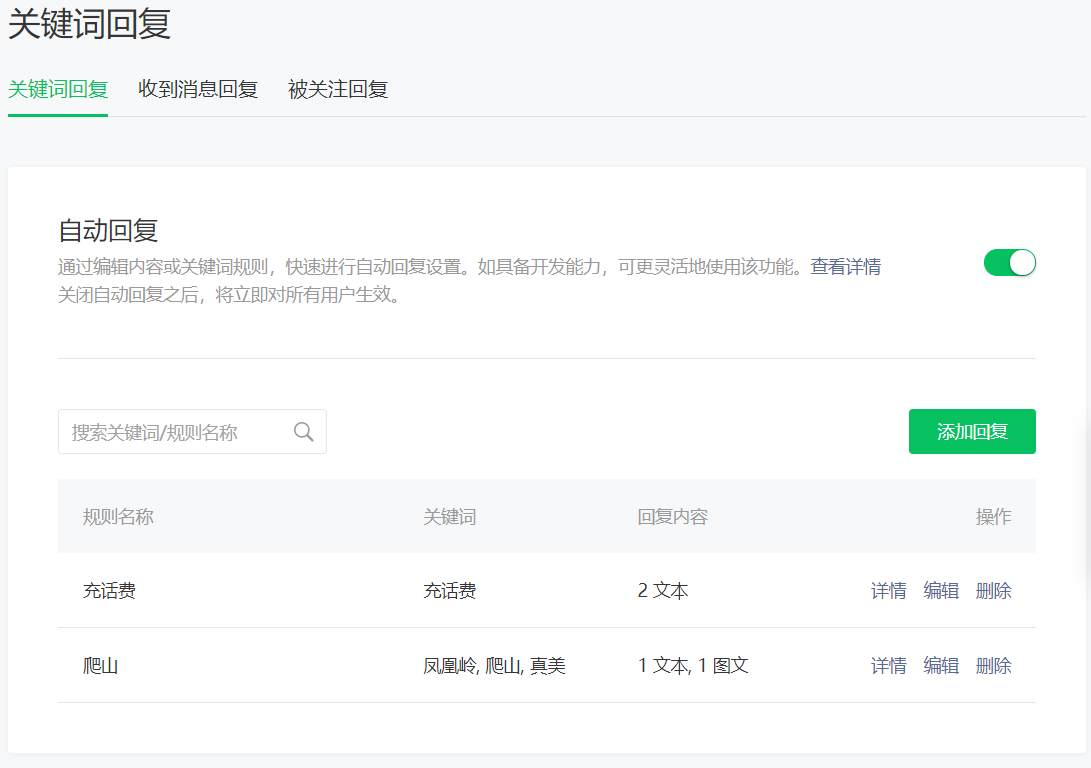 关键词回复
关键词回复 收到消息回复 被关注回复
自动回复
通过编辑内容或关键词规则，快速进行自动回复设置。如具备开发能力，可更灵活地使用该功能。查看详情
关闭自动回复之后，将立即对所有用户生效。
搜索关键词/规则名称 添加回复
规则名称 关键词 回复内容 操作
充话费 充话费 2 文本 详情 编辑 删除
爬山 凤凰岭, 爬山, 真美 1 文本, 1 图文 详情 编辑 删除